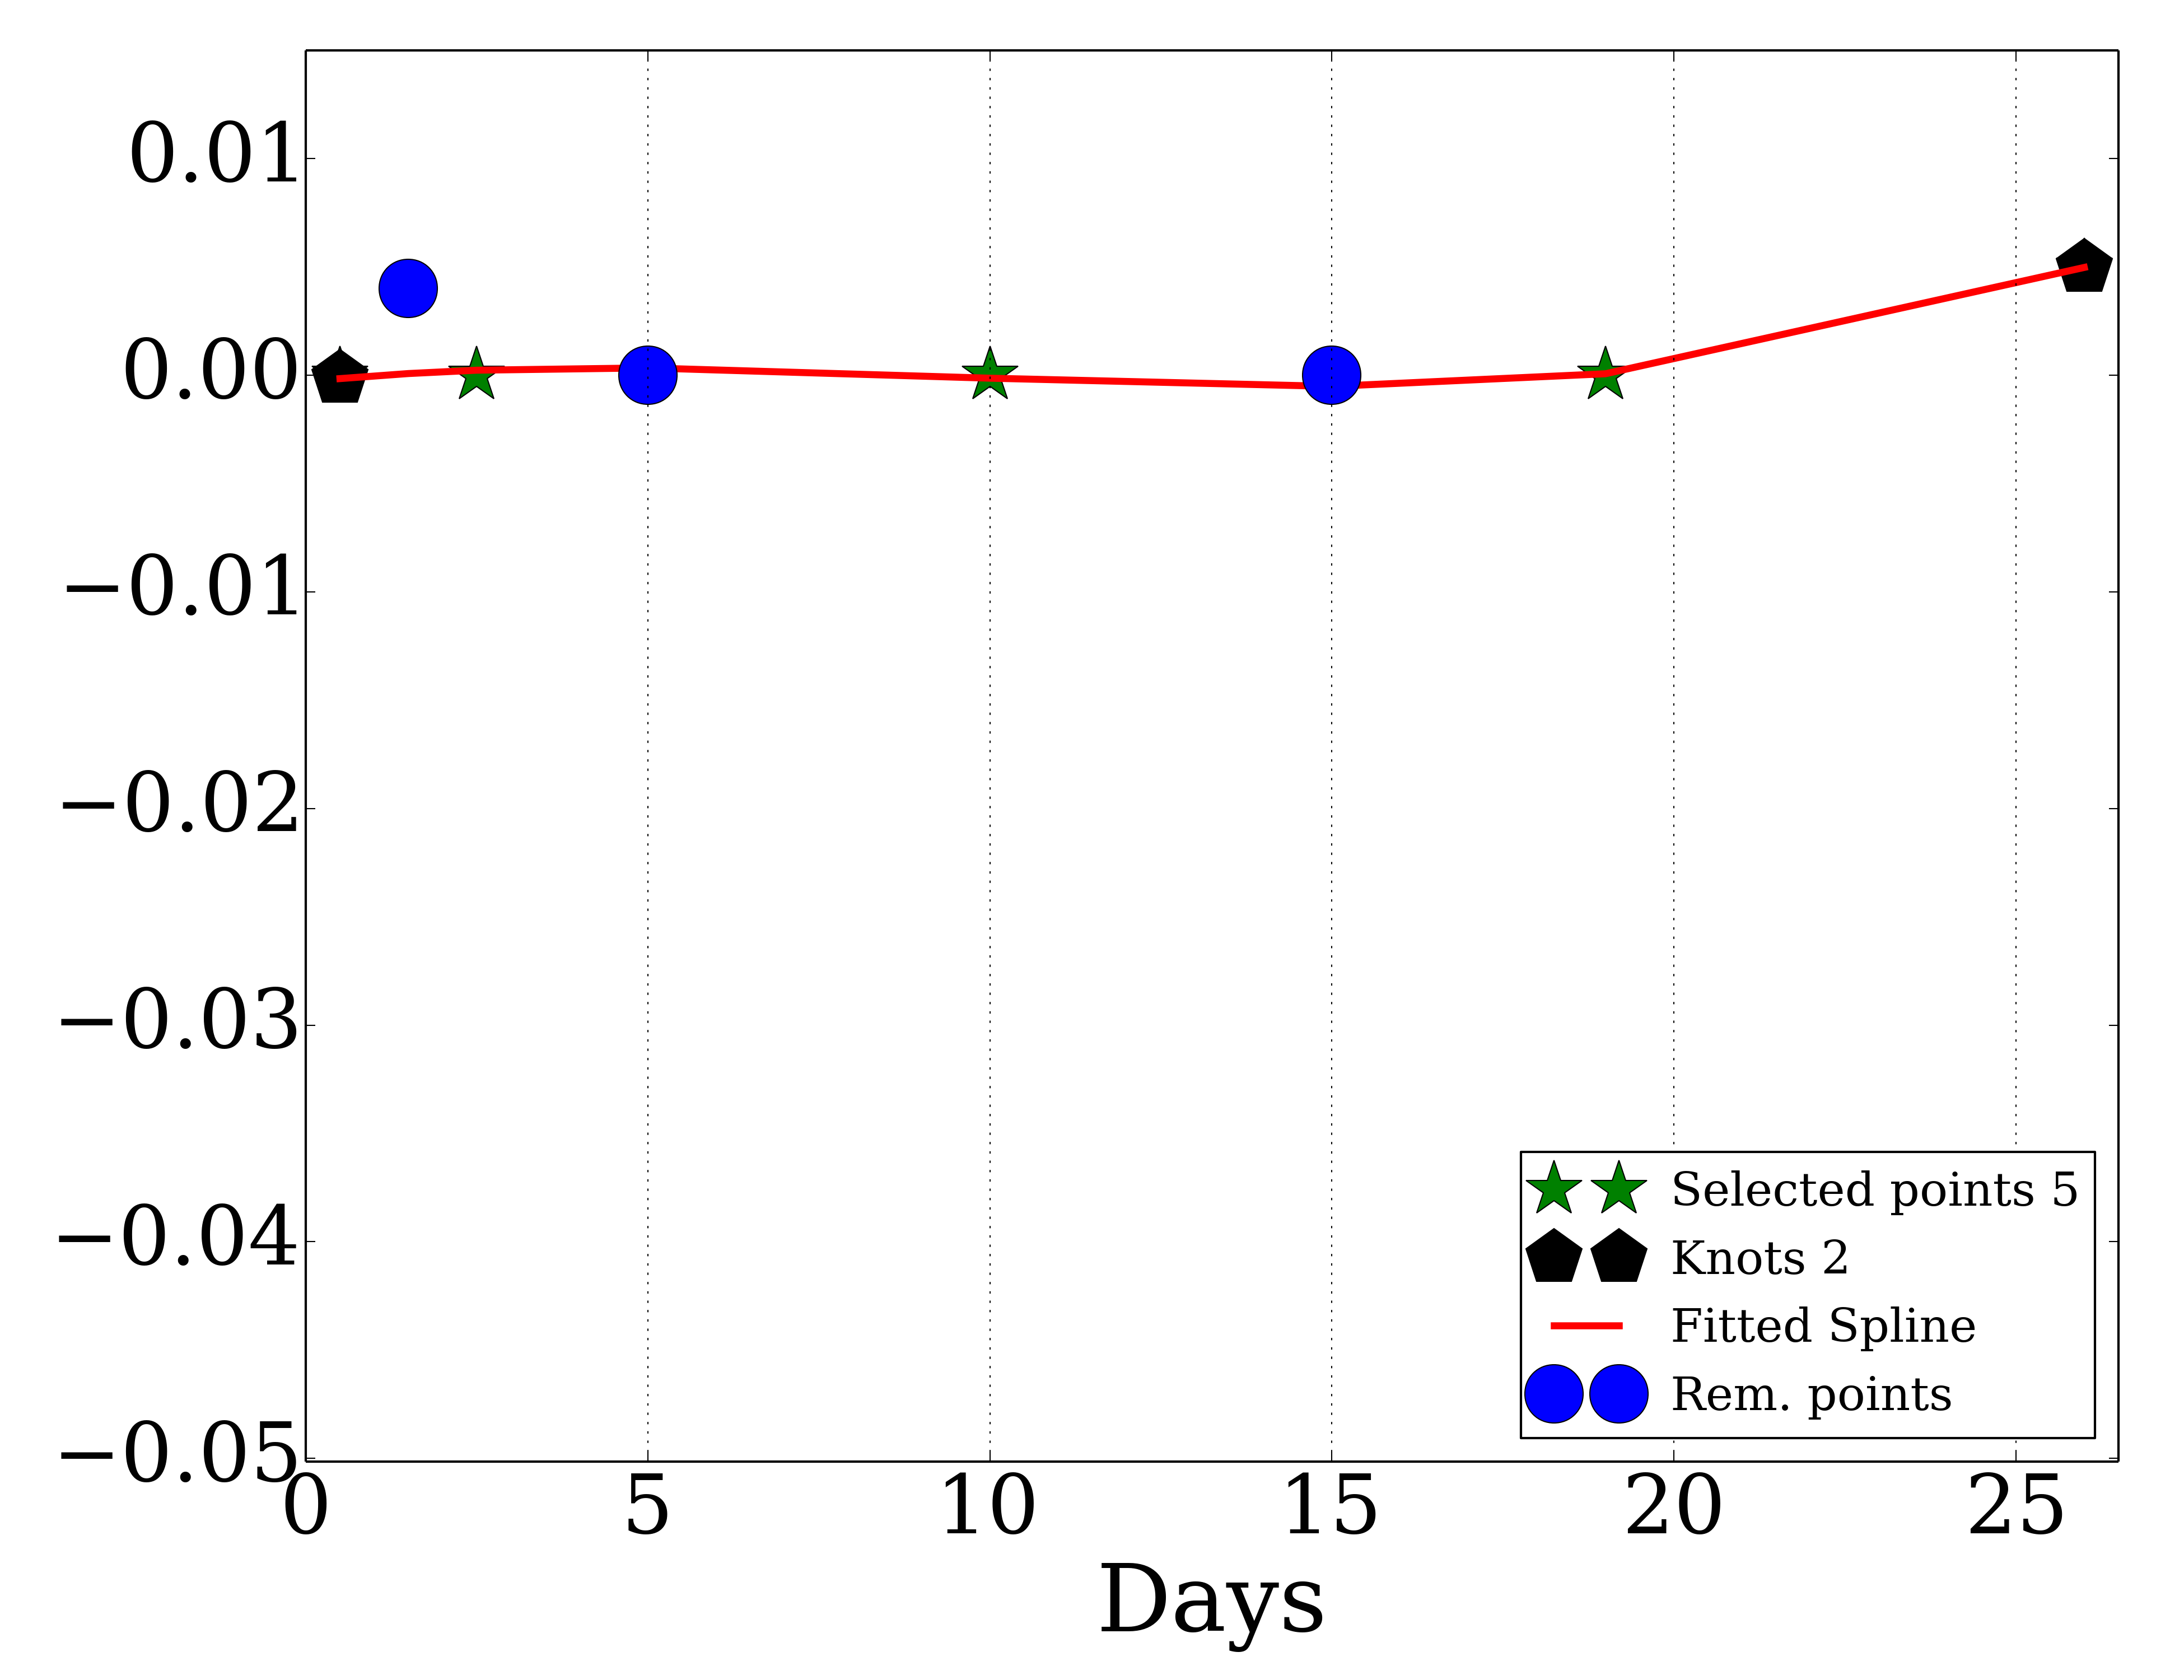 0.01
0.00
−0.01
−0.02
−0.03
−0.04
−0.05
0 5 10 15 20 25
Days
Selected points 5
Knots 2
Fitted Spline
Rem. points